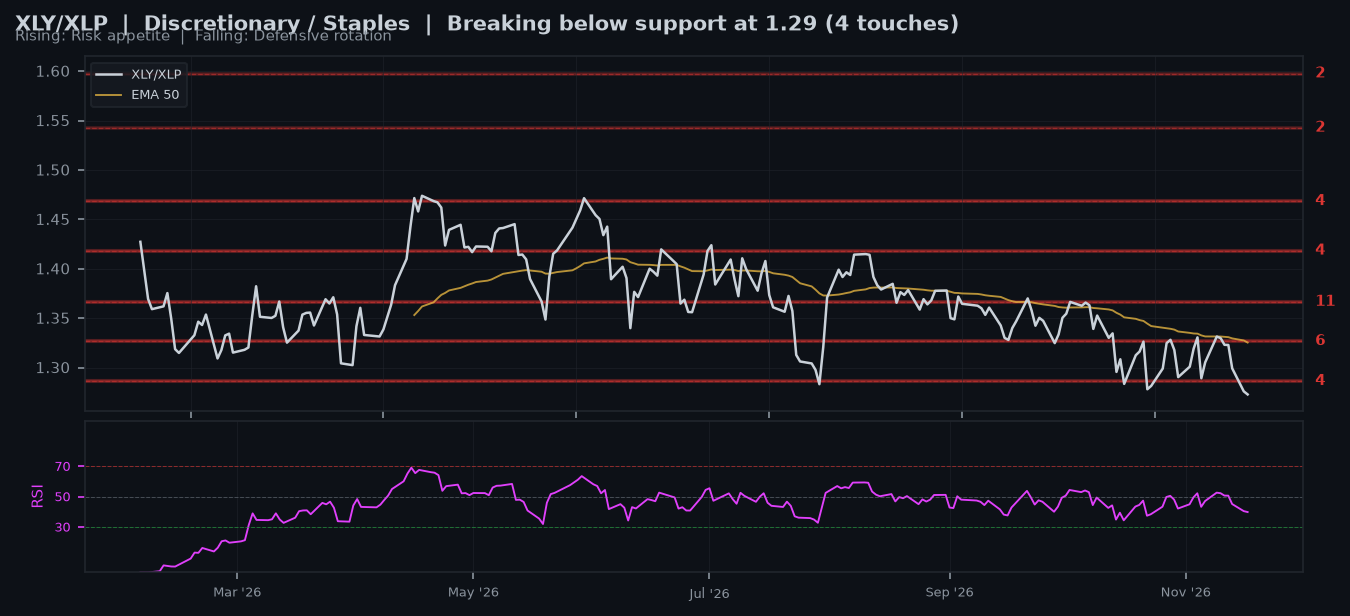 XLY/XLP | Discretionary / Staples | Breaking below support at 1.29 (4 touches)
Rising: Risk appetite | Falling: Defensive rotation
XLY/XLP
EMA 50
1.60
1.55
1.50
1.45
1.40
1.35
1.30
2
2
4
4
11
6
4
RSI
70
50
30
Mar '26
May '26
Jul '26
Sep '26
Nov '26